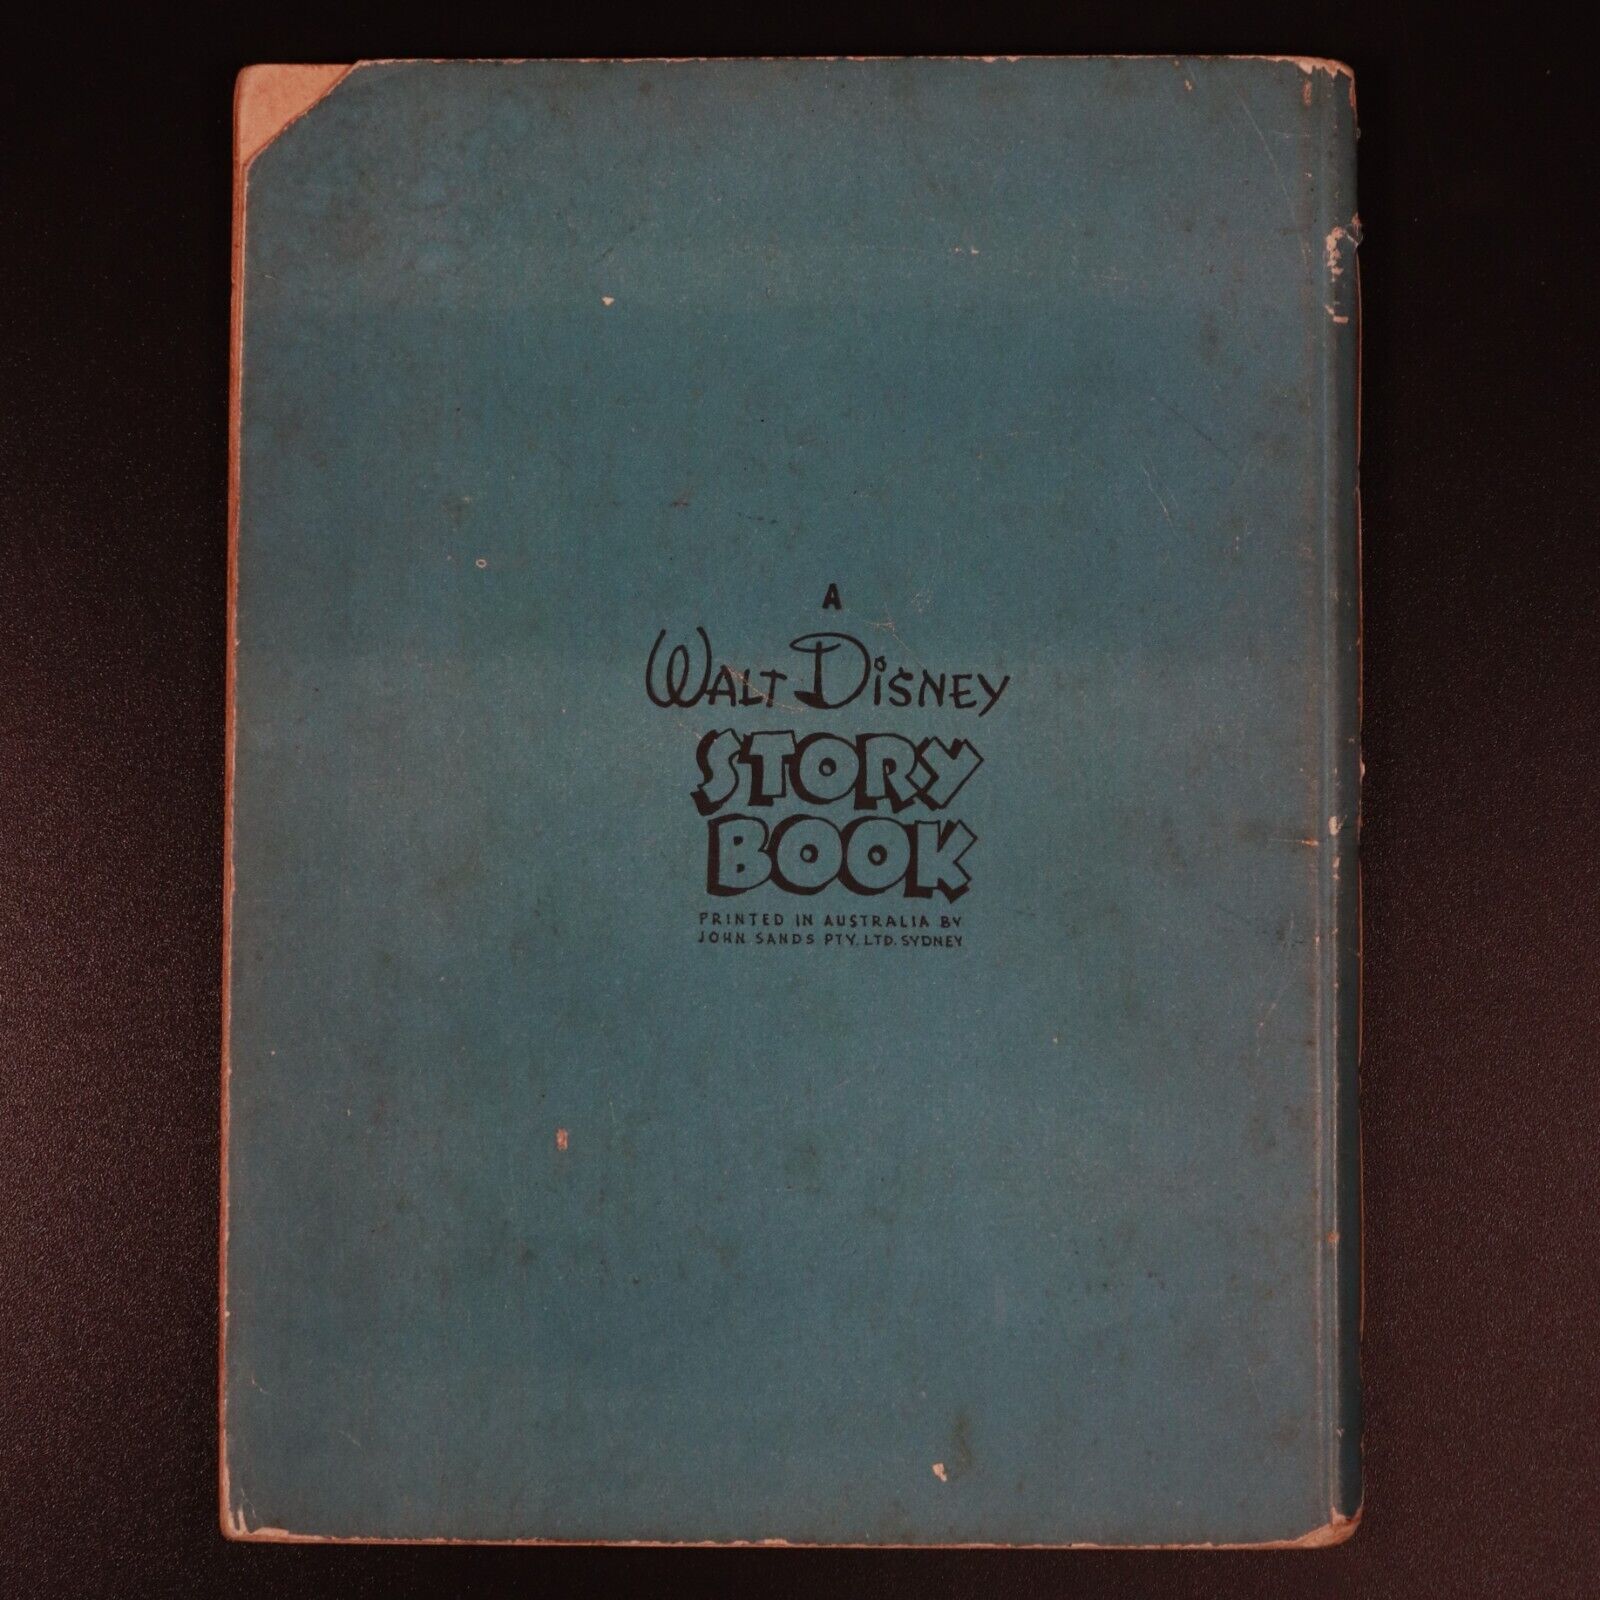 A
WALT DISNEY
STORY
BOOK
PRINTED IN AUSTRALIA BY
JOHN SANDS PTY. LTD. SYDNEY